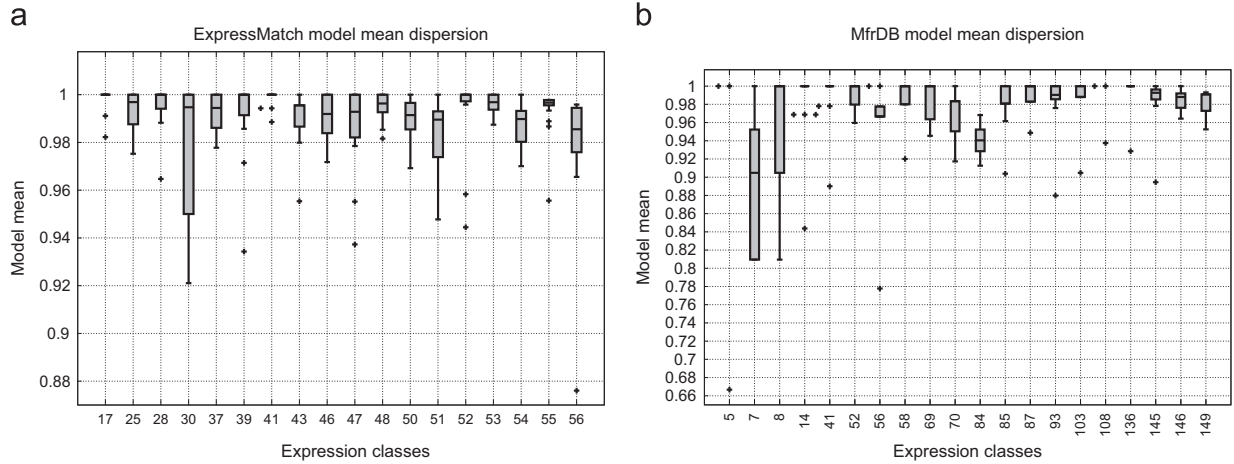 a
ExpressMatch model mean dispersion
Model mean
1
0.98
0.96
0.94
0.92
0.9
0.88
17 25 28 30 37 39 41 43 46 47 48 50 51 52 53 54 55 56
Expression classes
b
MfrDB model mean dispersion
Model mean
1
0.98
0.96
0.94
0.92
0.9
0.88
0.86
0.84
0.82
0.8
0.78
0.76
0.74
0.72
0.7
0.68
0.66
5 7 8 14 41 52 56 58 69 70 84 85 87 93 103 108 136 145 146 149
Expression classes